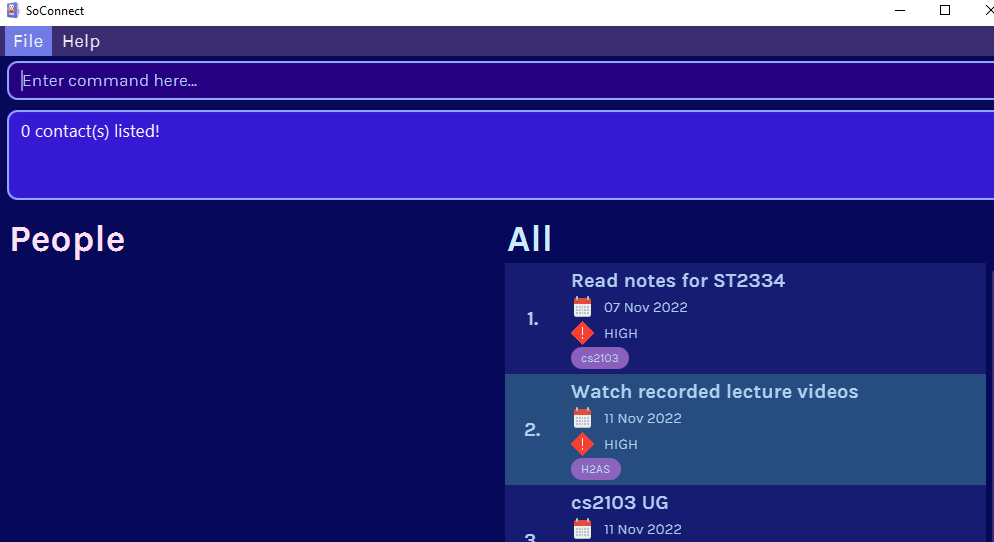 SoConnect
File Help
Enter command here...
0 contact(s) listed!
People
All
1.
Read notes for ST2334
07 Nov 2022
HIGH
cs2103
2.
Watch recorded lecture videos
11 Nov 2022
HIGH
H2AS
3.
cs2103 UG
11 Nov 2022